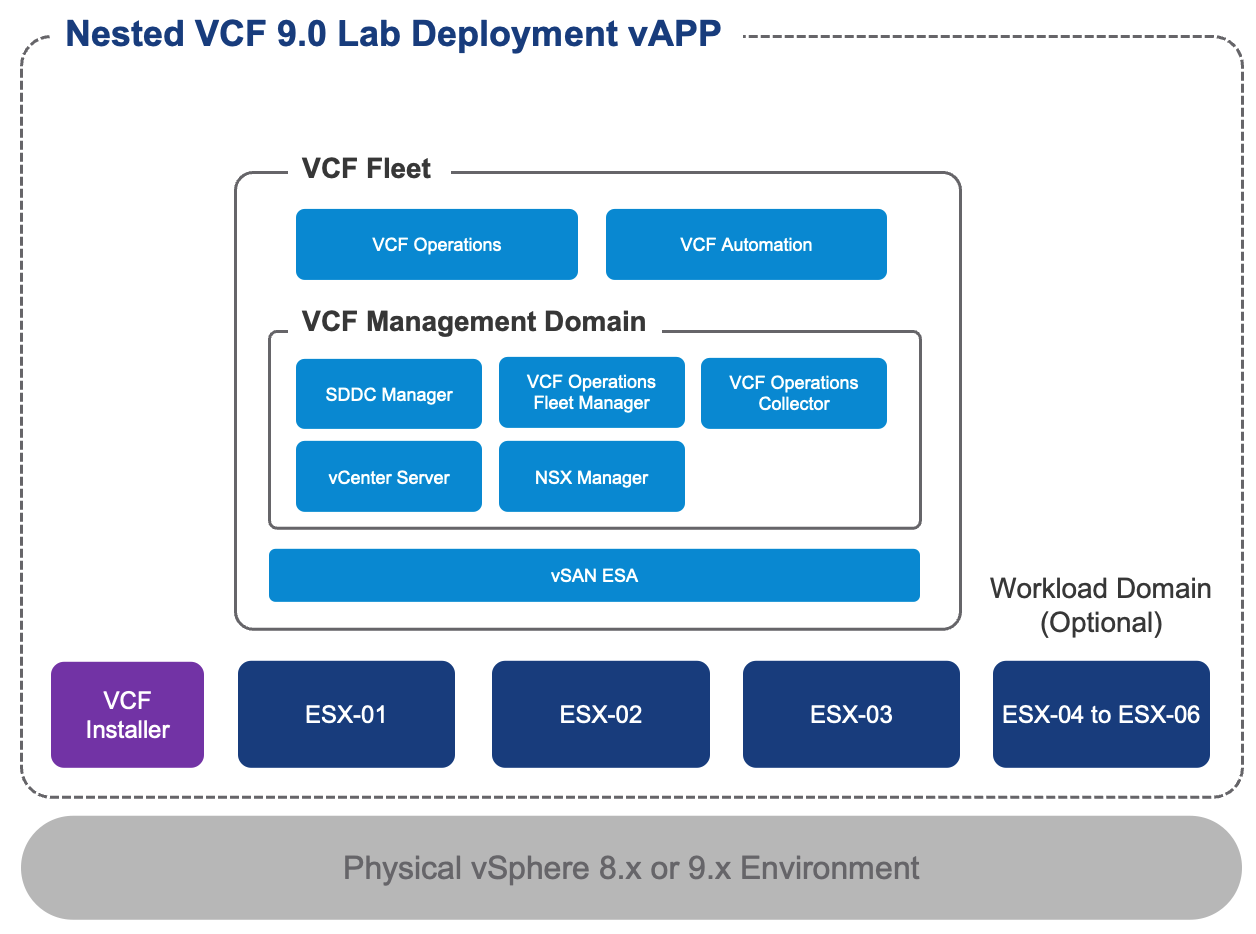 Nested VCF 9.0 Lab Deployment vAPP
VCF Fleet
VCF Operations
VCF Automation
VCF Management Domain
SDDC Manager
VCF Operations
Fleet Manager
VCF Operations
Collector
vCenter Server
NSX Manager
vSAN ESA
Workload Domain
(Optional)
VCF
Installer
ESX-01
ESX-02
ESX-03
ESX-04 to ESX-06
Physical vSphere 8.x or 9.x Environment